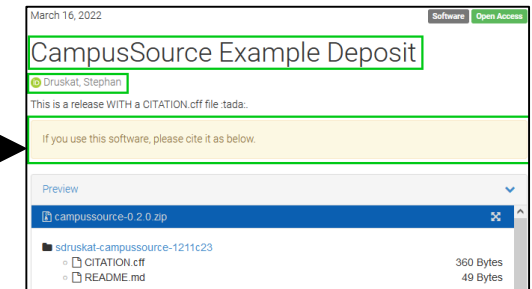 March 16, 2022
Software Open Access
CampusSource Example Deposit
iD Druskat, Stephan
This is a release WITH a CITATION.cff file :tada:.
If you use this software, please cite it as below.
Preview
campussource-0.2.0.zip
sdruskat-campussource-1211c23
CITATION.cff 360 Bytes
README.md 49 Bytes